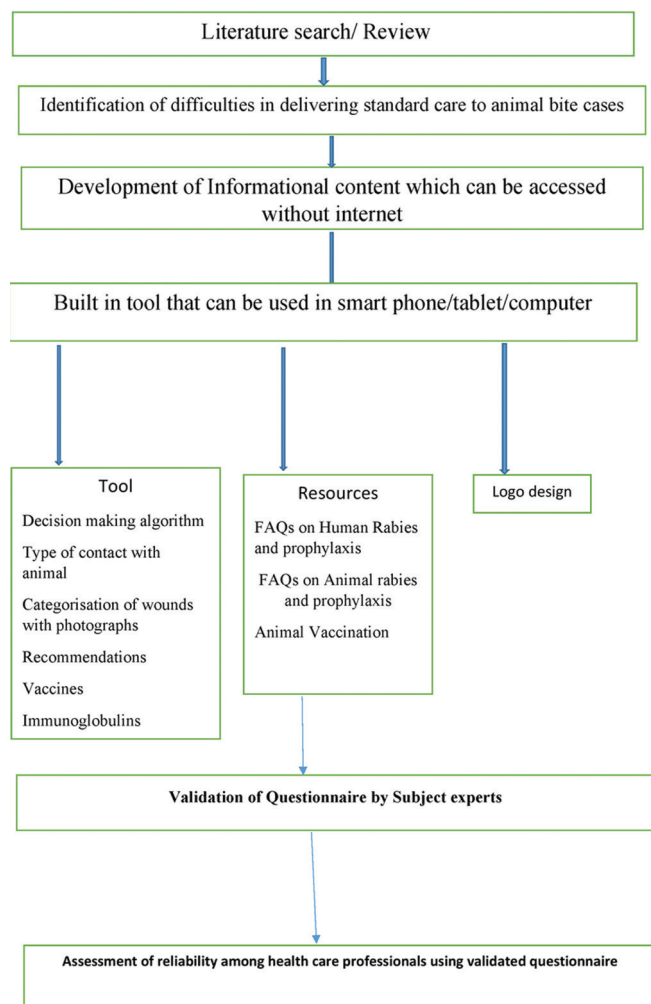 Literature search/ Review
Identification of difficulties in delivering standard care to animal bite cases
Development of Informational content which can be accessed
without internet
Built in tool that can be used in smart phone/tablet/computer
Tool
Decision making algorithm
Type of contact with
animal
Categorisation of wounds
with photographs
Recommendations
Vaccines
Immunoglobulins
Resources
FAQs on Human Rabies
and prophylaxis
FAQs on Animal rabies
and prophylaxis
Animal Vaccination
Logo design
Validation of Questionnaire by Subject experts
Assessment of reliability among health care professionals using validated questionnaire